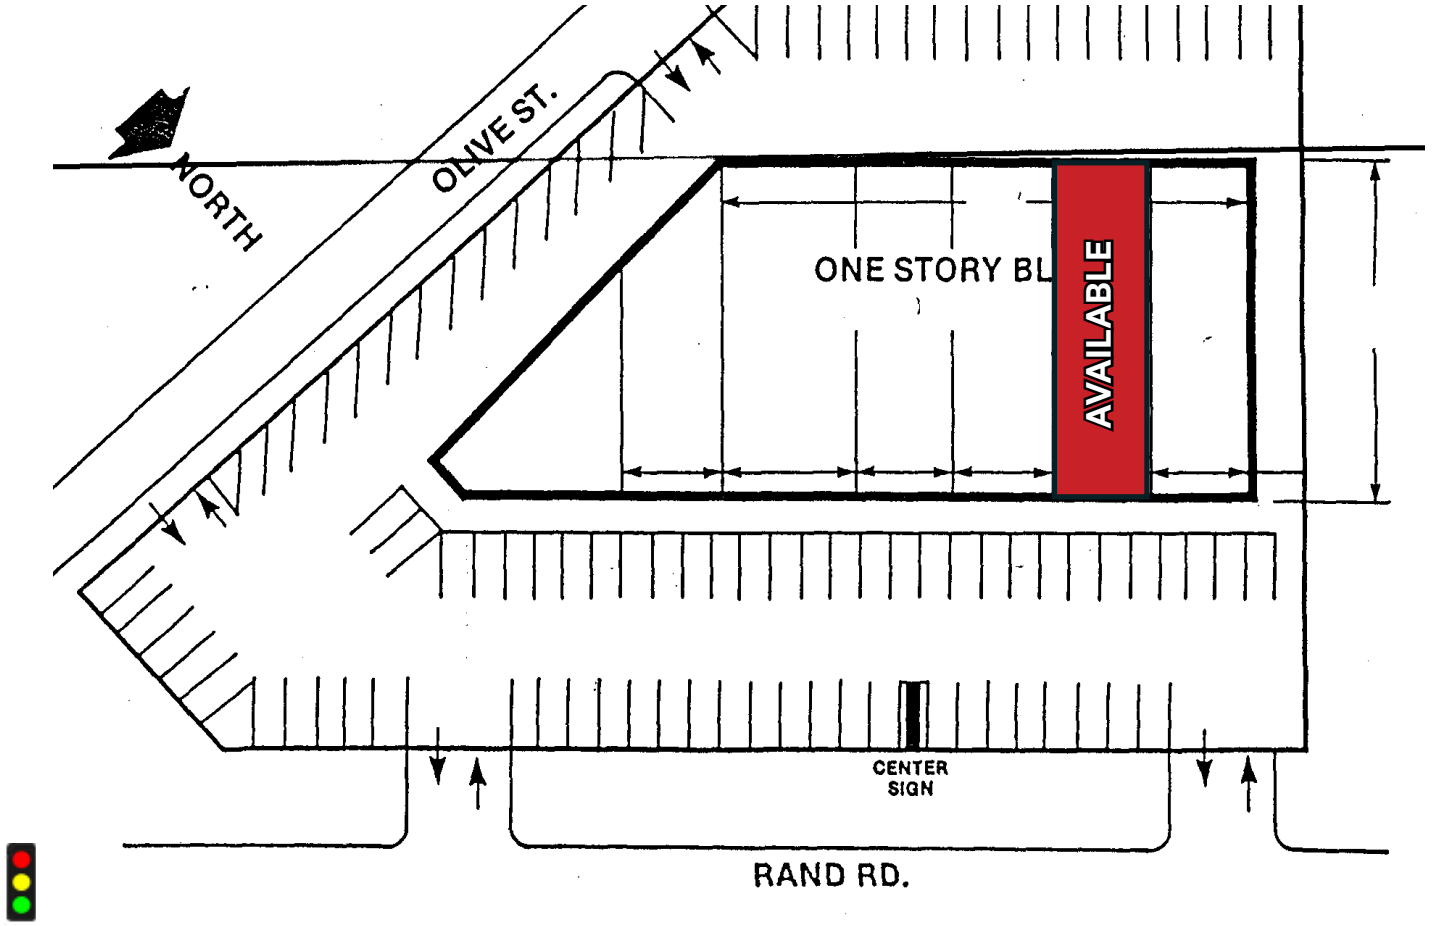 OLIVE ST.
NORTH
ONE STORY BL
AVAILABLE
CENTER
SIGN
RAND RD.